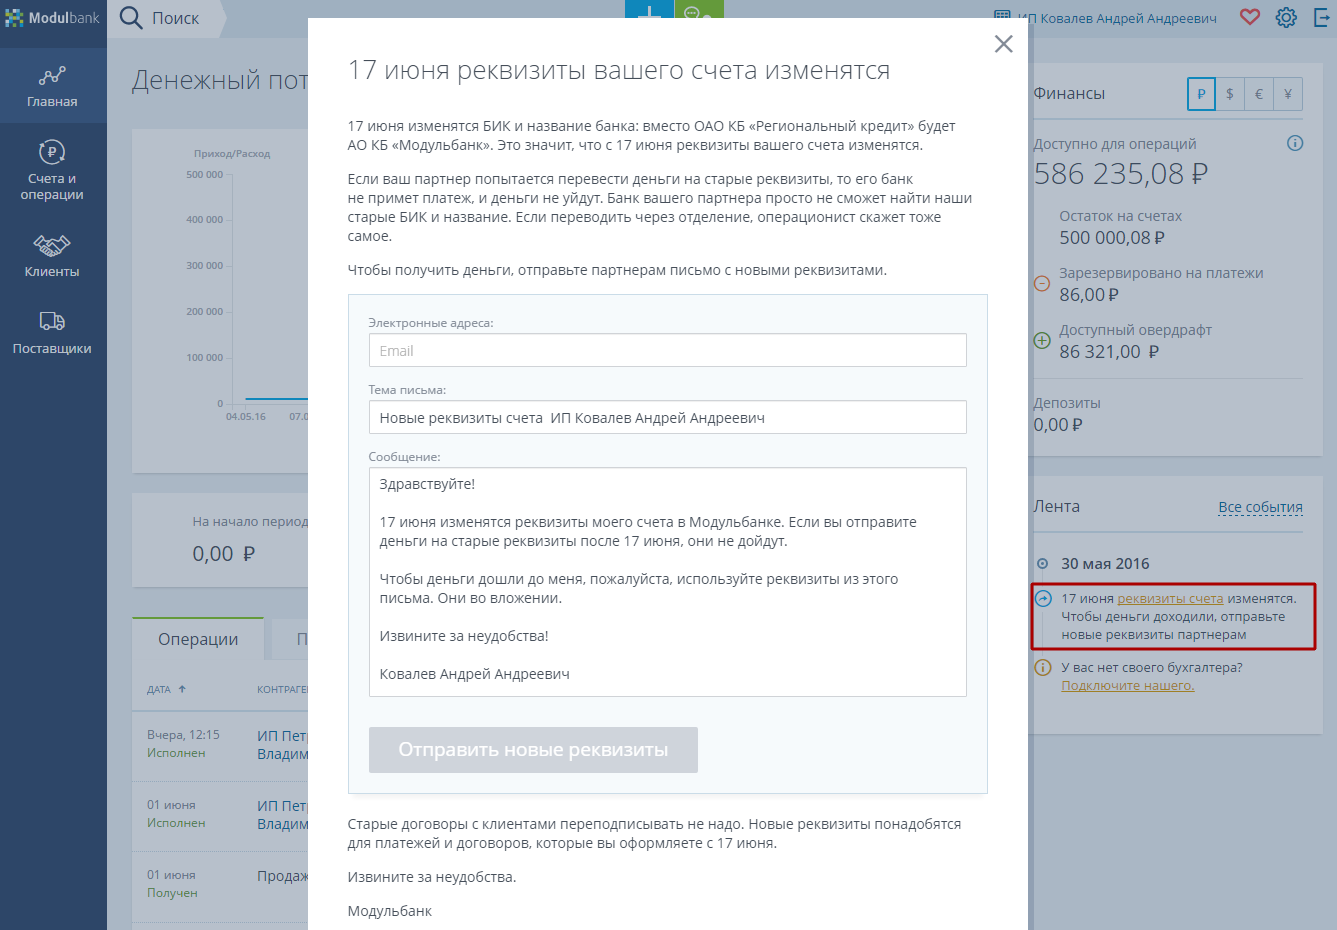 Modulbank
Поиск
ИП Ковалев Андрей Андреевич
Главная
Счета и
операции
Клиенты
Поставщики
Денежный пот
Приход/Расход
500 000
400 000
300 000
200 000
100 000
0
04.05.16
07.0
На начало период
0,00 ₽
Операции
П
ДАТА
КОНТРАГЕ
Вчера, 12:15
Исполнен
ИП Пет
Владим
01 июня
Исполнен
ИП Пет
Владим
01 июня
Получен
Продаж
17 июня реквизиты вашего счета изменятся
17 июня изменятся БИК и название банка: вместо ОАО КБ «Региональный кредит» будет
АО КБ «Модульбанк». Это значит, что с 17 июня реквизиты вашего счета изменятся.
Если ваш партнер попытается перевести деньги на старые реквизиты, то его банк
не примет платеж, и деньги не уйдут. Банк вашего партнера просто не сможет найти наши
старые БИК и название. Если переводить через отделение, операционист скажет тоже
самое.
Чтобы получить деньги, отправьте партнерам письмо с новыми реквизитами.
Электронные адреса:
Email
Тема письма:
Новые реквизиты счета ИП Ковалев Андрей Андреевич
Сообщение:
Здравствуйте!
17 июня изменятся реквизиты моего счета в Модульбанке. Если вы отправите
деньги на старые реквизиты после 17 июня, они не дойдут.
Чтобы деньги дошли до меня, пожалуйста, используйте реквизиты из этого
письма. Они во вложении.
Извините за неудобства!
Ковалев Андрей Андреевич
Отправить новые реквизиты
Старые договоры с клиентами переподписывать не надо. Новые реквизиты понадобятся
для платежей и договоров, которые вы оформляете с 17 июня.
Извините за неудобства.
Модульбанк
Финансы
₽ $ € ¥
Доступно для операций
586 235,08 ₽
Остаток на счетах
500 000,08 ₽
Зарезервировано на платежи
86,00 ₽
Доступный овердрафт
86 321,00 ₽
Депозиты
0,00 ₽
Лента
Все события
30 мая 2016
17 июня реквизиты счета изменятся.
Чтобы деньги доходили, отправьте
новые реквизиты партнерам
У вас нет своего бухгалтера?
Подключите нашего.